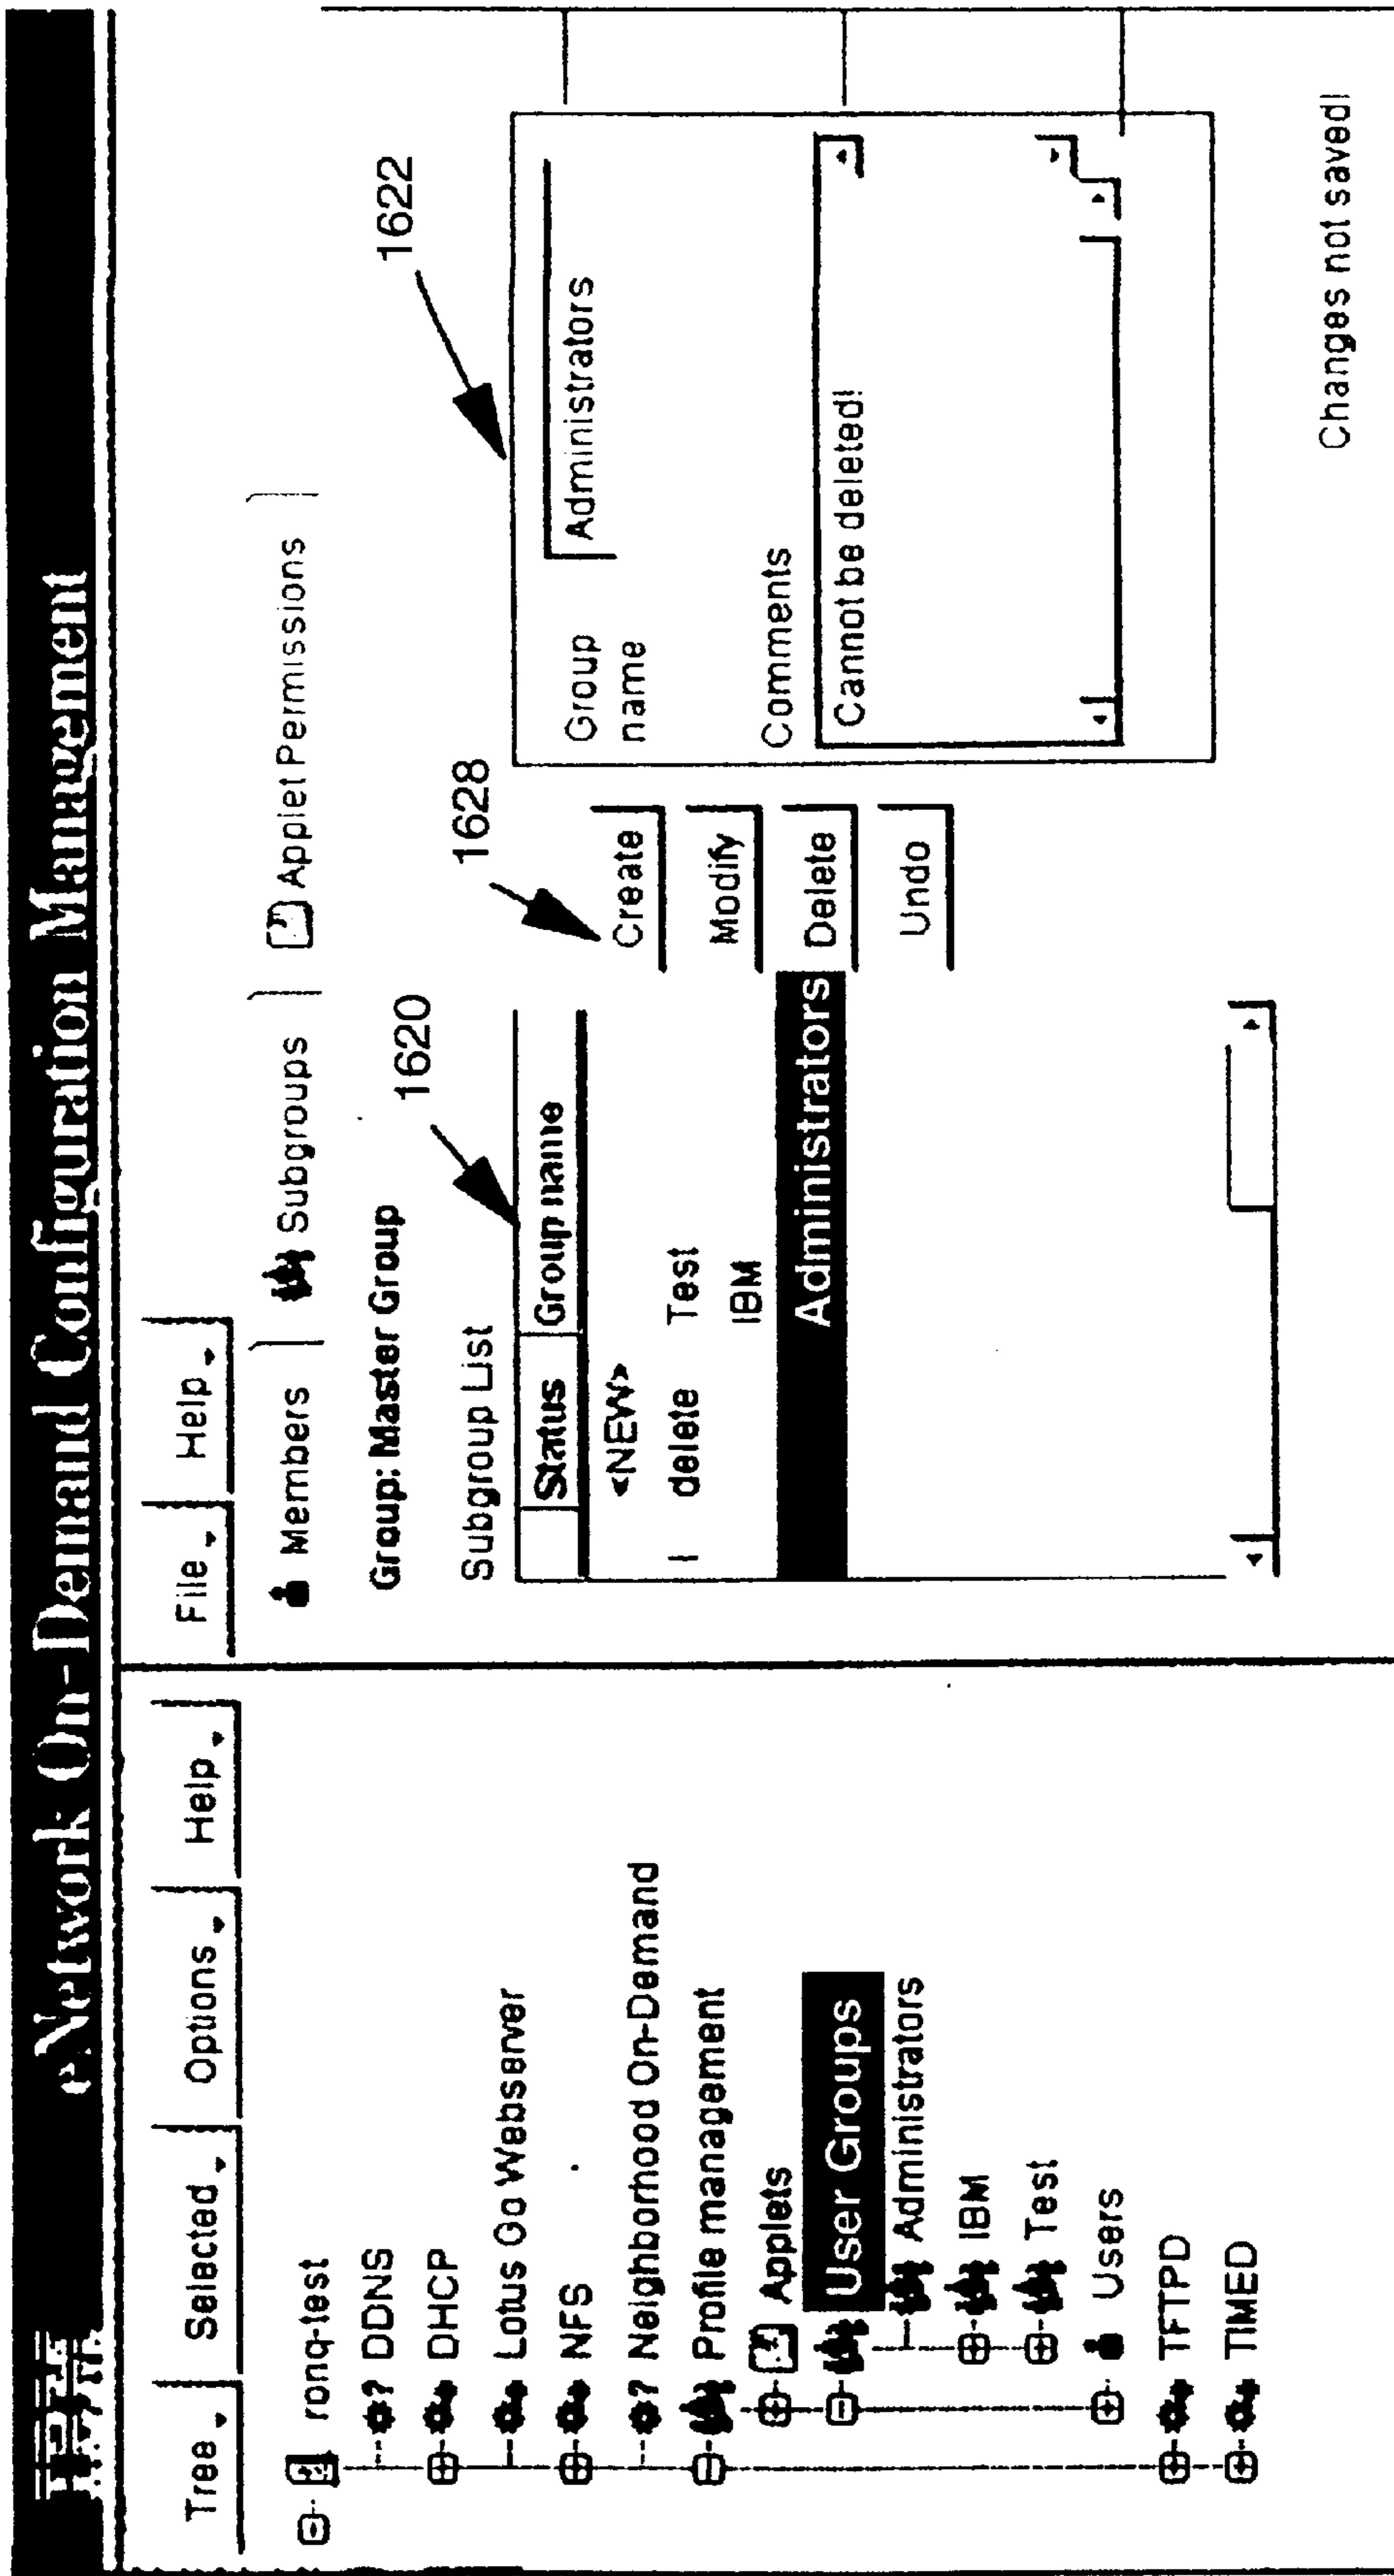 IBM eNetwork On-Demand Configuration Management
Tree Selected Options Help
ronq-test
? DDNS
DHCP
Lotus Go Webserver
NFS
? Neighborhood On-Demand
Profile management
Applets
User Groups
Administrators
IBM
Test
Users
TFTPD
TIMED
File Help
Members Subgroups Applet Permissions
Group: Master Group
Subgroup List
1620
Status Group name
<NEW>
delete Test
IBM
Administrators
1628
Create
Modify
Delete
Undo
1622
Group name
Administrators
Comments
Cannot be deleted!
Changes not saved!